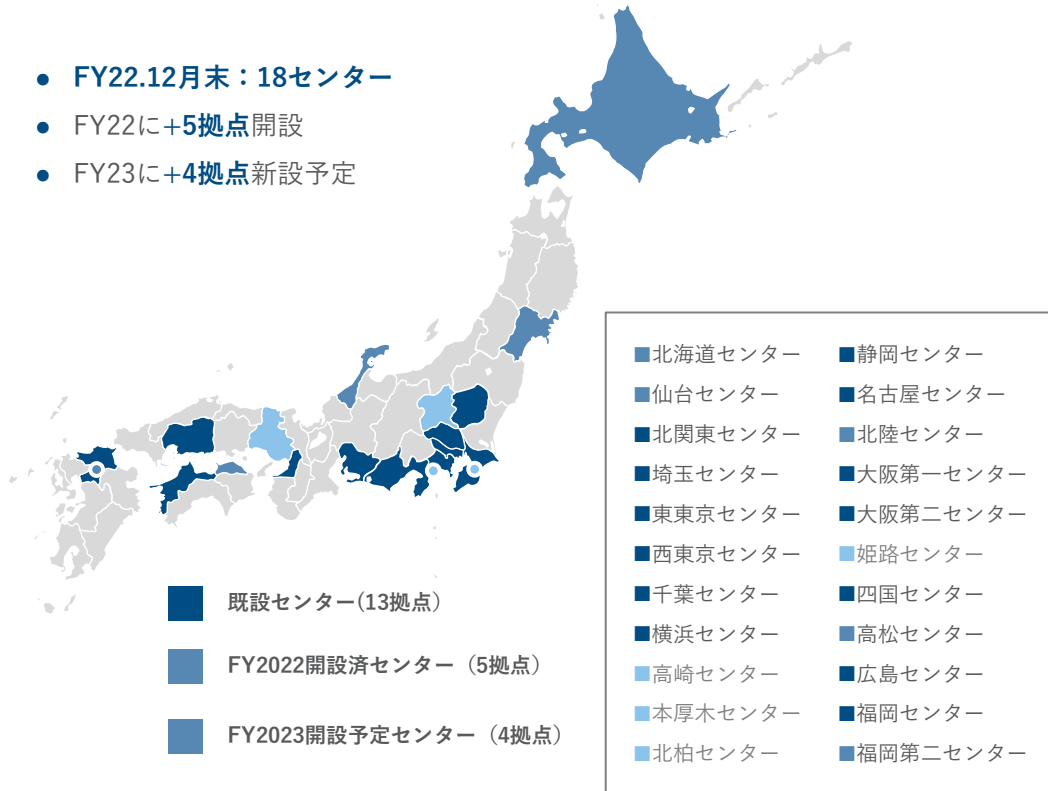 ● FY22.12月末：18センター
● FY22に+5拠点開設
● FY23に+4拠点新設予定
■北海道センター
■仙台センター
■北関東センター
■埼玉センター
■東東京センター
■西東京センター
■千葉センター
■横浜センター
■高崎センター
■本厚木センター
■北柏センター
■静岡センター
■名古屋センター
■北陸センター
■大阪第一センター
■大阪第二センター
■姫路センター
■四国センター
■高松センター
■広島センター
■福岡センター
■福岡第二センター
既設センター(13拠点）
FY2022開設済センター（5拠点）
FY2023開設予定センター（4拠点）